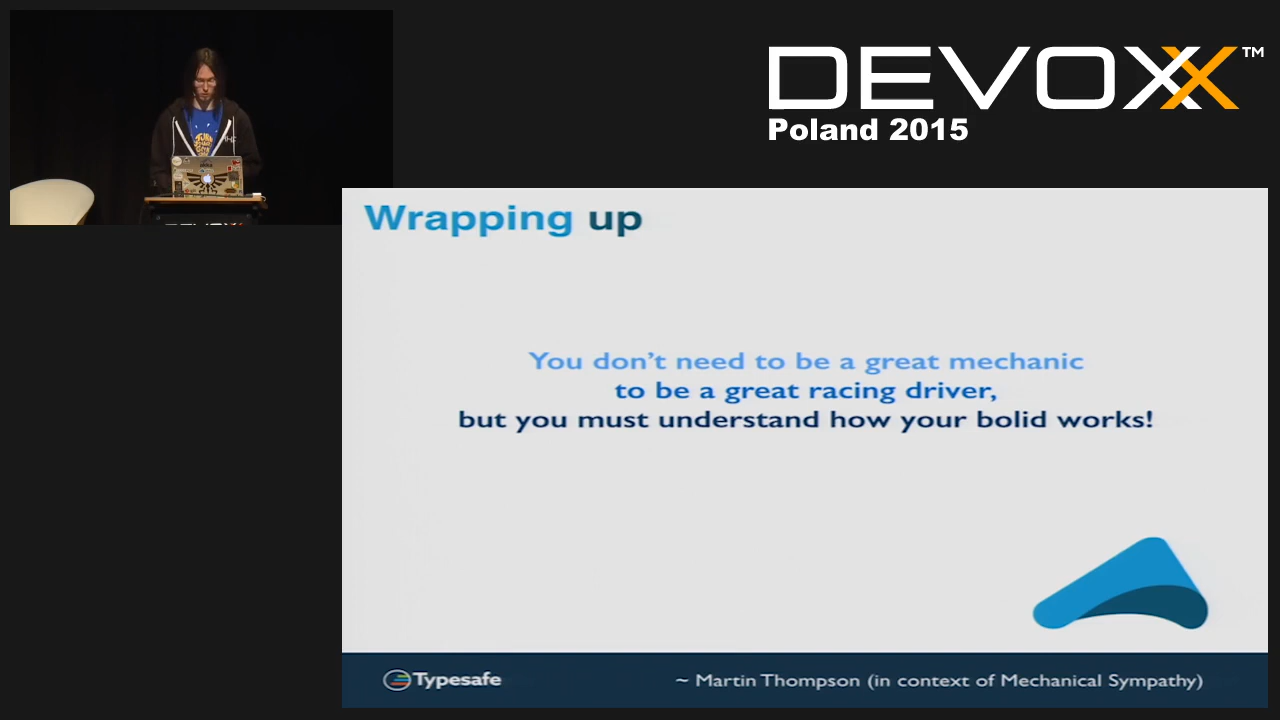 DEVOXX™
Poland 2015
Wrapping up
You don't need to be a great mechanic
to be a great racing driver,
but you must understand how your bolid works!
Typesafe
~ Martin Thompson (in context of Mechanical Sympathy)